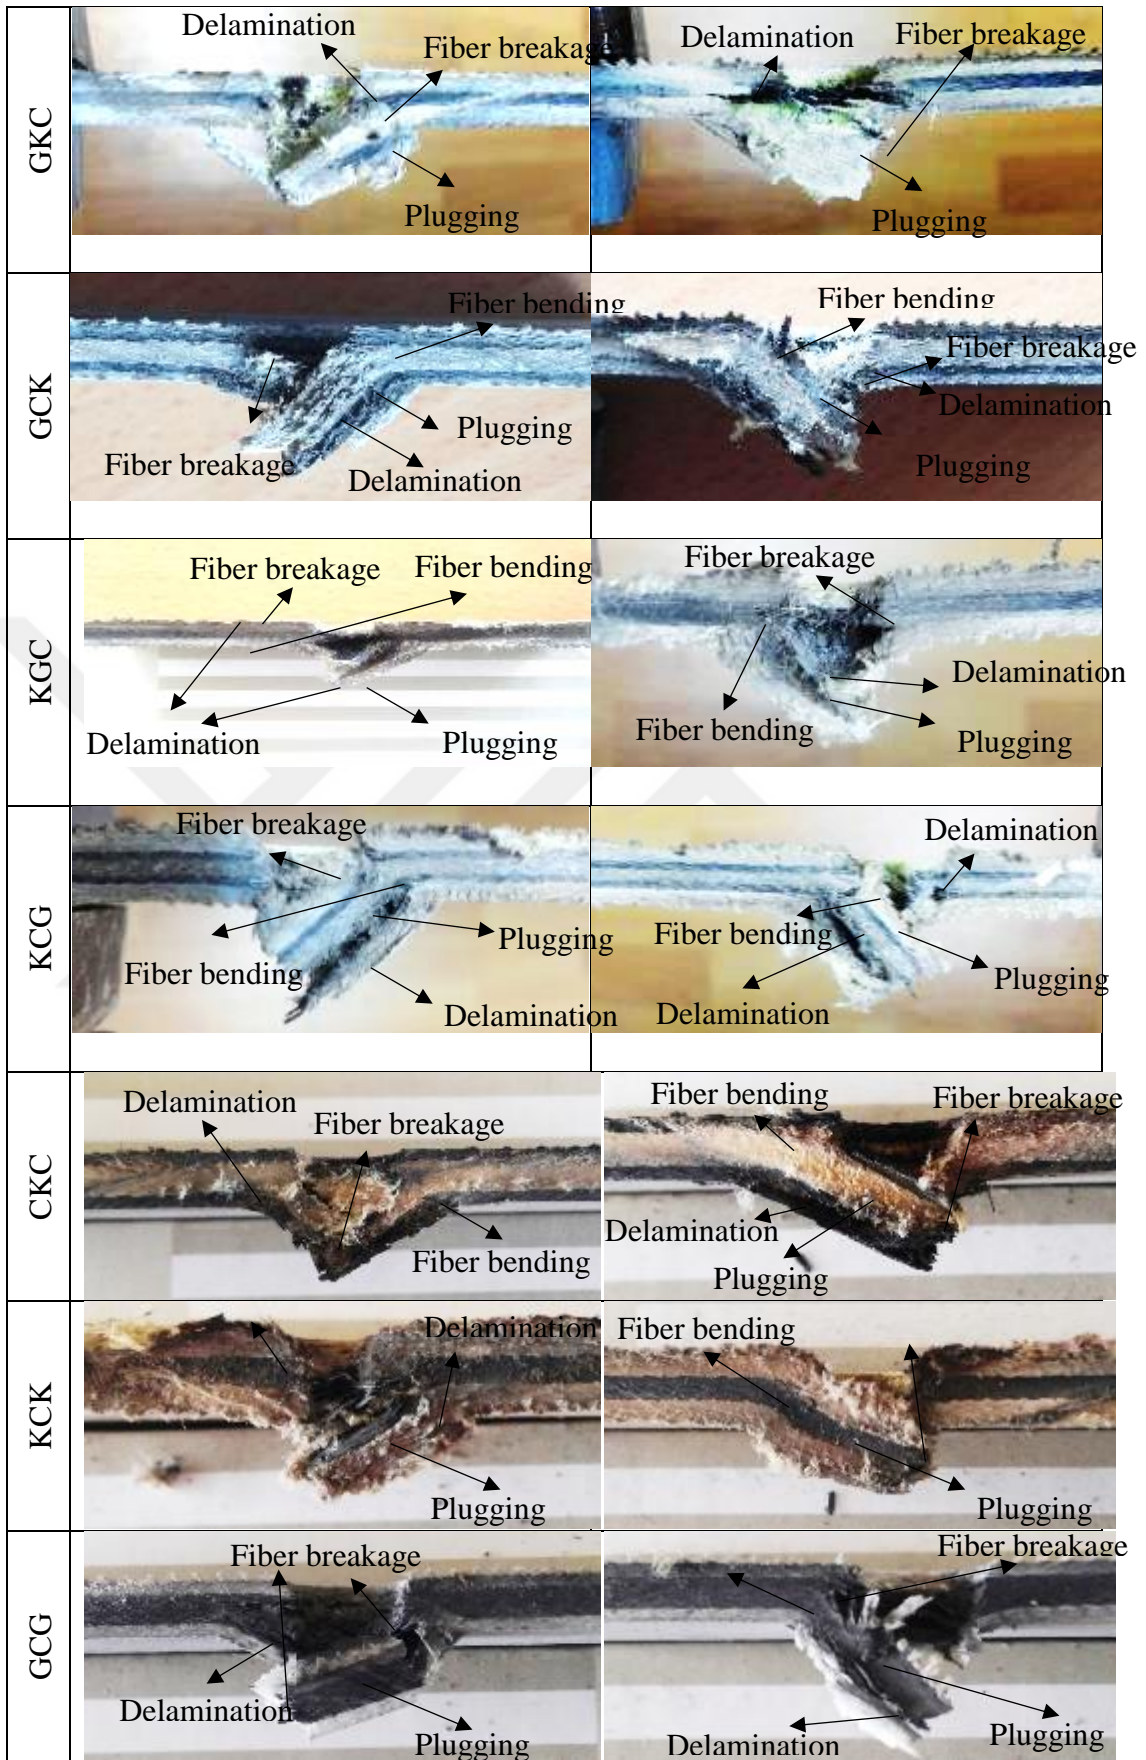 GKC
Delamination
Fiber breakage
Plugging
Delamination
Fiber breakage
Plugging
GCK
Fiber bending
Plugging
Fiber breakage
Delamination
Fiber bending
Fiber breakage
Delamination
Plugging
KGC
Fiber breakage
Fiber bending
Delamination
Plugging
Fiber breakage
Delamination
Fiber bending
Plugging
KCG
Fiber breakage
Plugging
Fiber bending
Delamination
Delamination
Fiber bending
Plugging
Delamination
CKC
Delamination
Fiber breakage
Fiber bending
Fiber bending
Fiber breakage
Delamination
Plugging
KCK
Delamination
Plugging
Fiber bending
Plugging
GCG
Fiber breakage
Delamination
Plugging
Fiber breakage
Plugging
Delamination